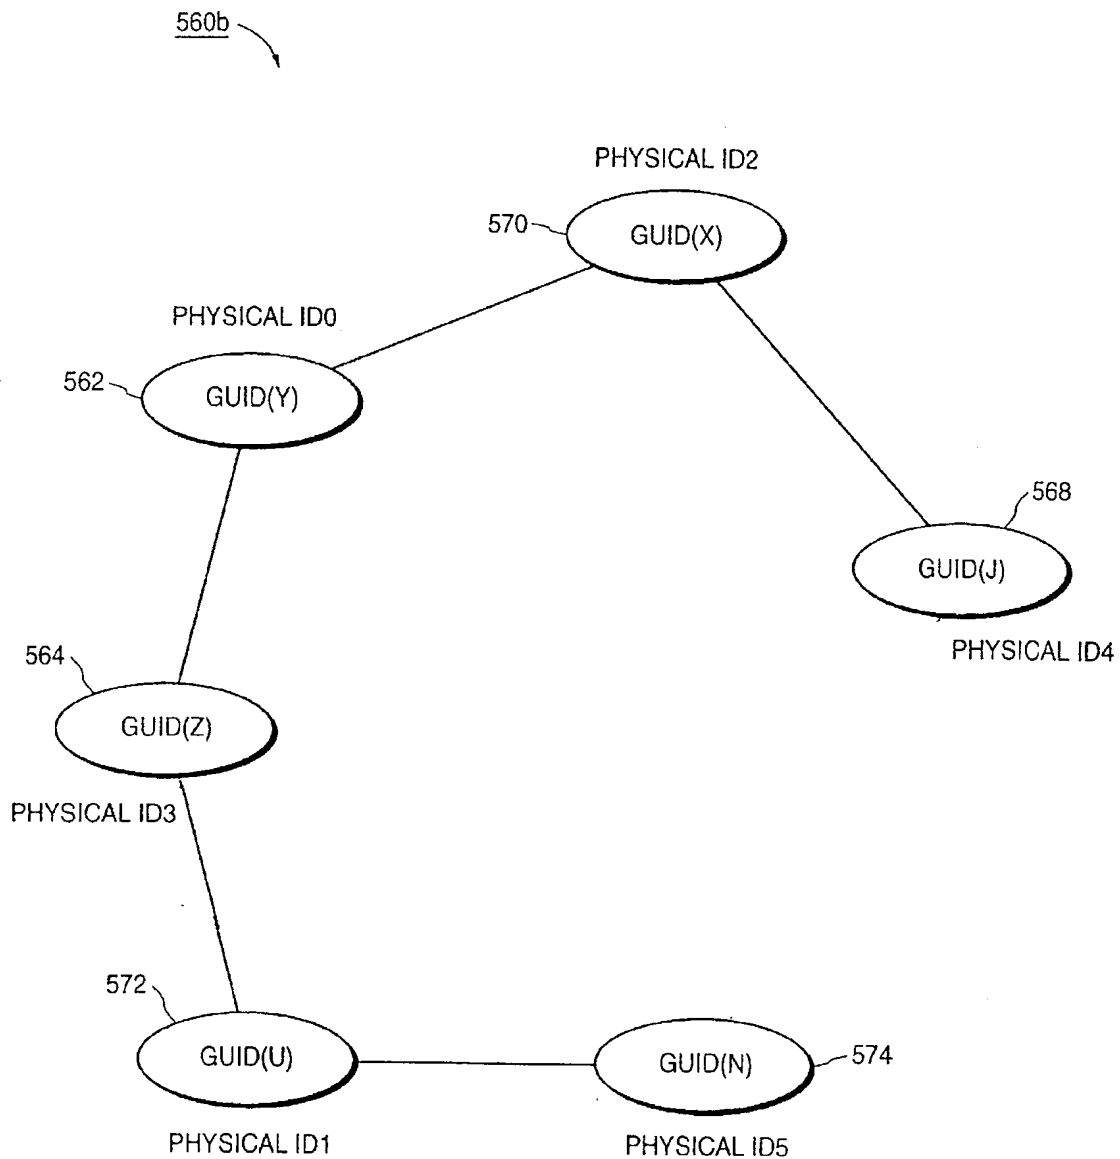 560b
PHYSICAL ID2
570
GUID(X)
PHYSICAL ID0
562
GUID(Y)
568
GUID(J)
PHYSICAL ID4
564
GUID(Z)
PHYSICAL ID3
572
GUID(U)
GUID(N)
574
PHYSICAL ID1
PHYSICAL ID5